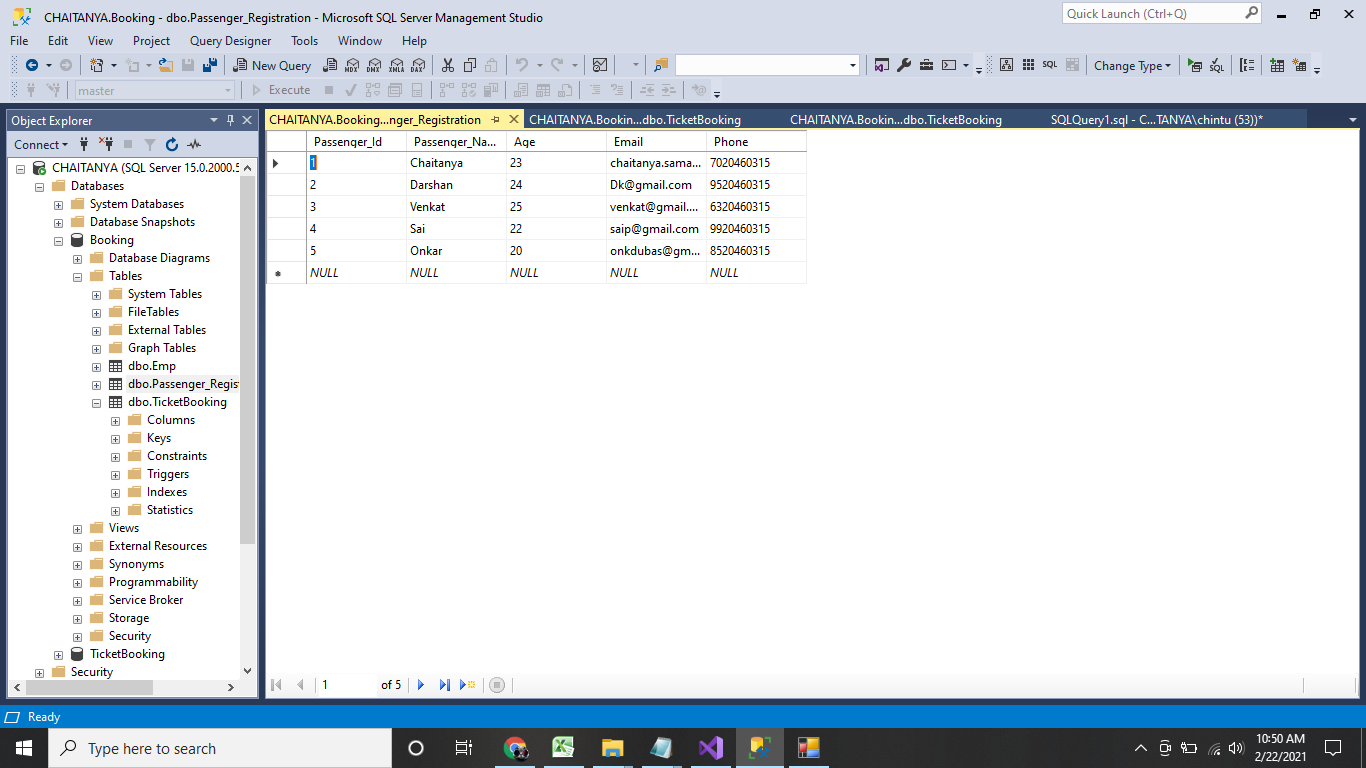 CHAITANYA.Booking - dbo.Passenger_Registration - Microsoft SQL Server Management Studio
Quick Launch (Ctrl+Q)
File Edit View Project Query Designer Tools Window Help
New Query MDX DMX XMLA DAX SQL Change Type SQL
master Execute
Object Explorer
CHAITANYA.Booking...nger_Registration CHAITANYA.Bookin...dbo.TicketBooking CHAITANYA.Bookin...dbo.TicketBooking SQLQuery1.sql - C...TANYA\chintu (53))*
Connect
CHAITANYA (SQL Server 15.0.2000.5
Databases
System Databases
Database Snapshots
Booking
Database Diagrams
Tables
System Tables
FileTables
External Tables
Graph Tables
dbo.Emp
dbo.Passenger_Regist
dbo.TicketBooking
Columns
Keys
Constraints
Triggers
Indexes
Statistics
Views
External Resources
Synonyms
Programmability
Service Broker
Storage
Security
TicketBooking
Security
Passenger_Id Passenger_Na... Age Email Phone
1 Chaitanya 23 chaitanya.sama... 7020460315
2 Darshan 24 Dk@gmail.com 9520460315
3 Venkat 25 venkat@gmail.... 6320460315
4 Sai 22 saip@gmail.com 9920460315
5 Onkar 20 onkdubas@gm... 8520460315
NULL NULL NULL NULL NULL
1 of 5
Ready
Type here to search
10:50 AM
2/22/2021